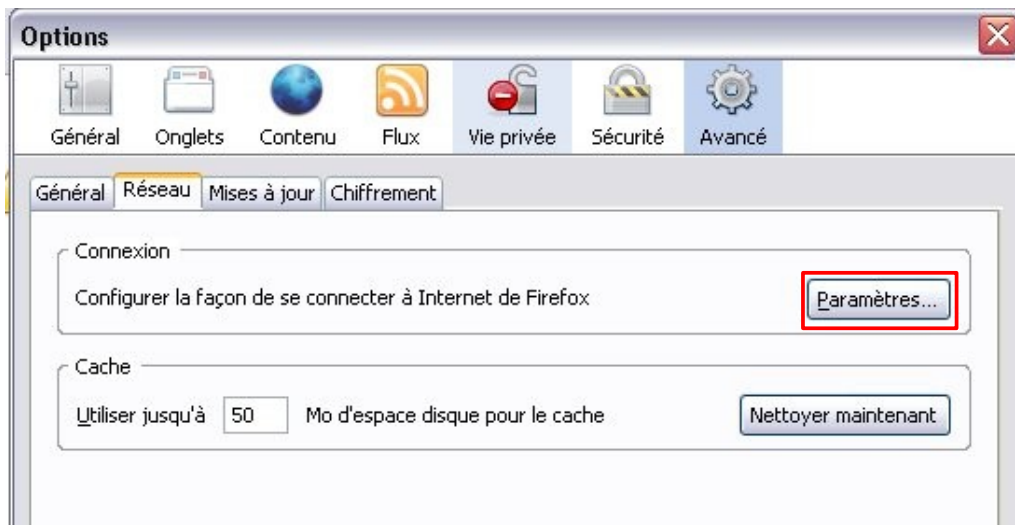 Options
Général Onglets Contenu Flux Vie privée Sécurité Avancé
Général Réseau Mises à jour Chiffrement
Connexion
Configurer la façon de se connecter à Internet de Firefox Paramètres...
Cache
Utiliser jusqu'à 50 Mo d'espace disque pour le cache Nettoyer maintenant